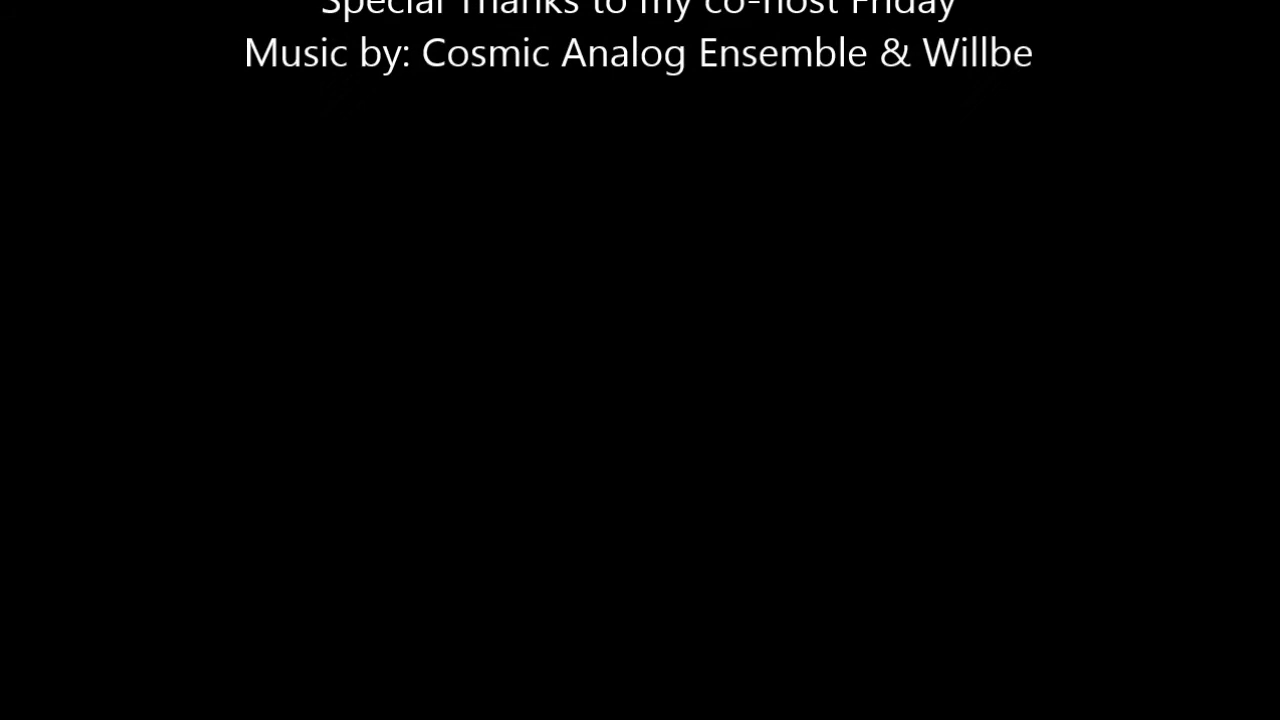 Special Thanks to my co-host Friday
Music by: Cosmic Analog Ensemble & Willbe